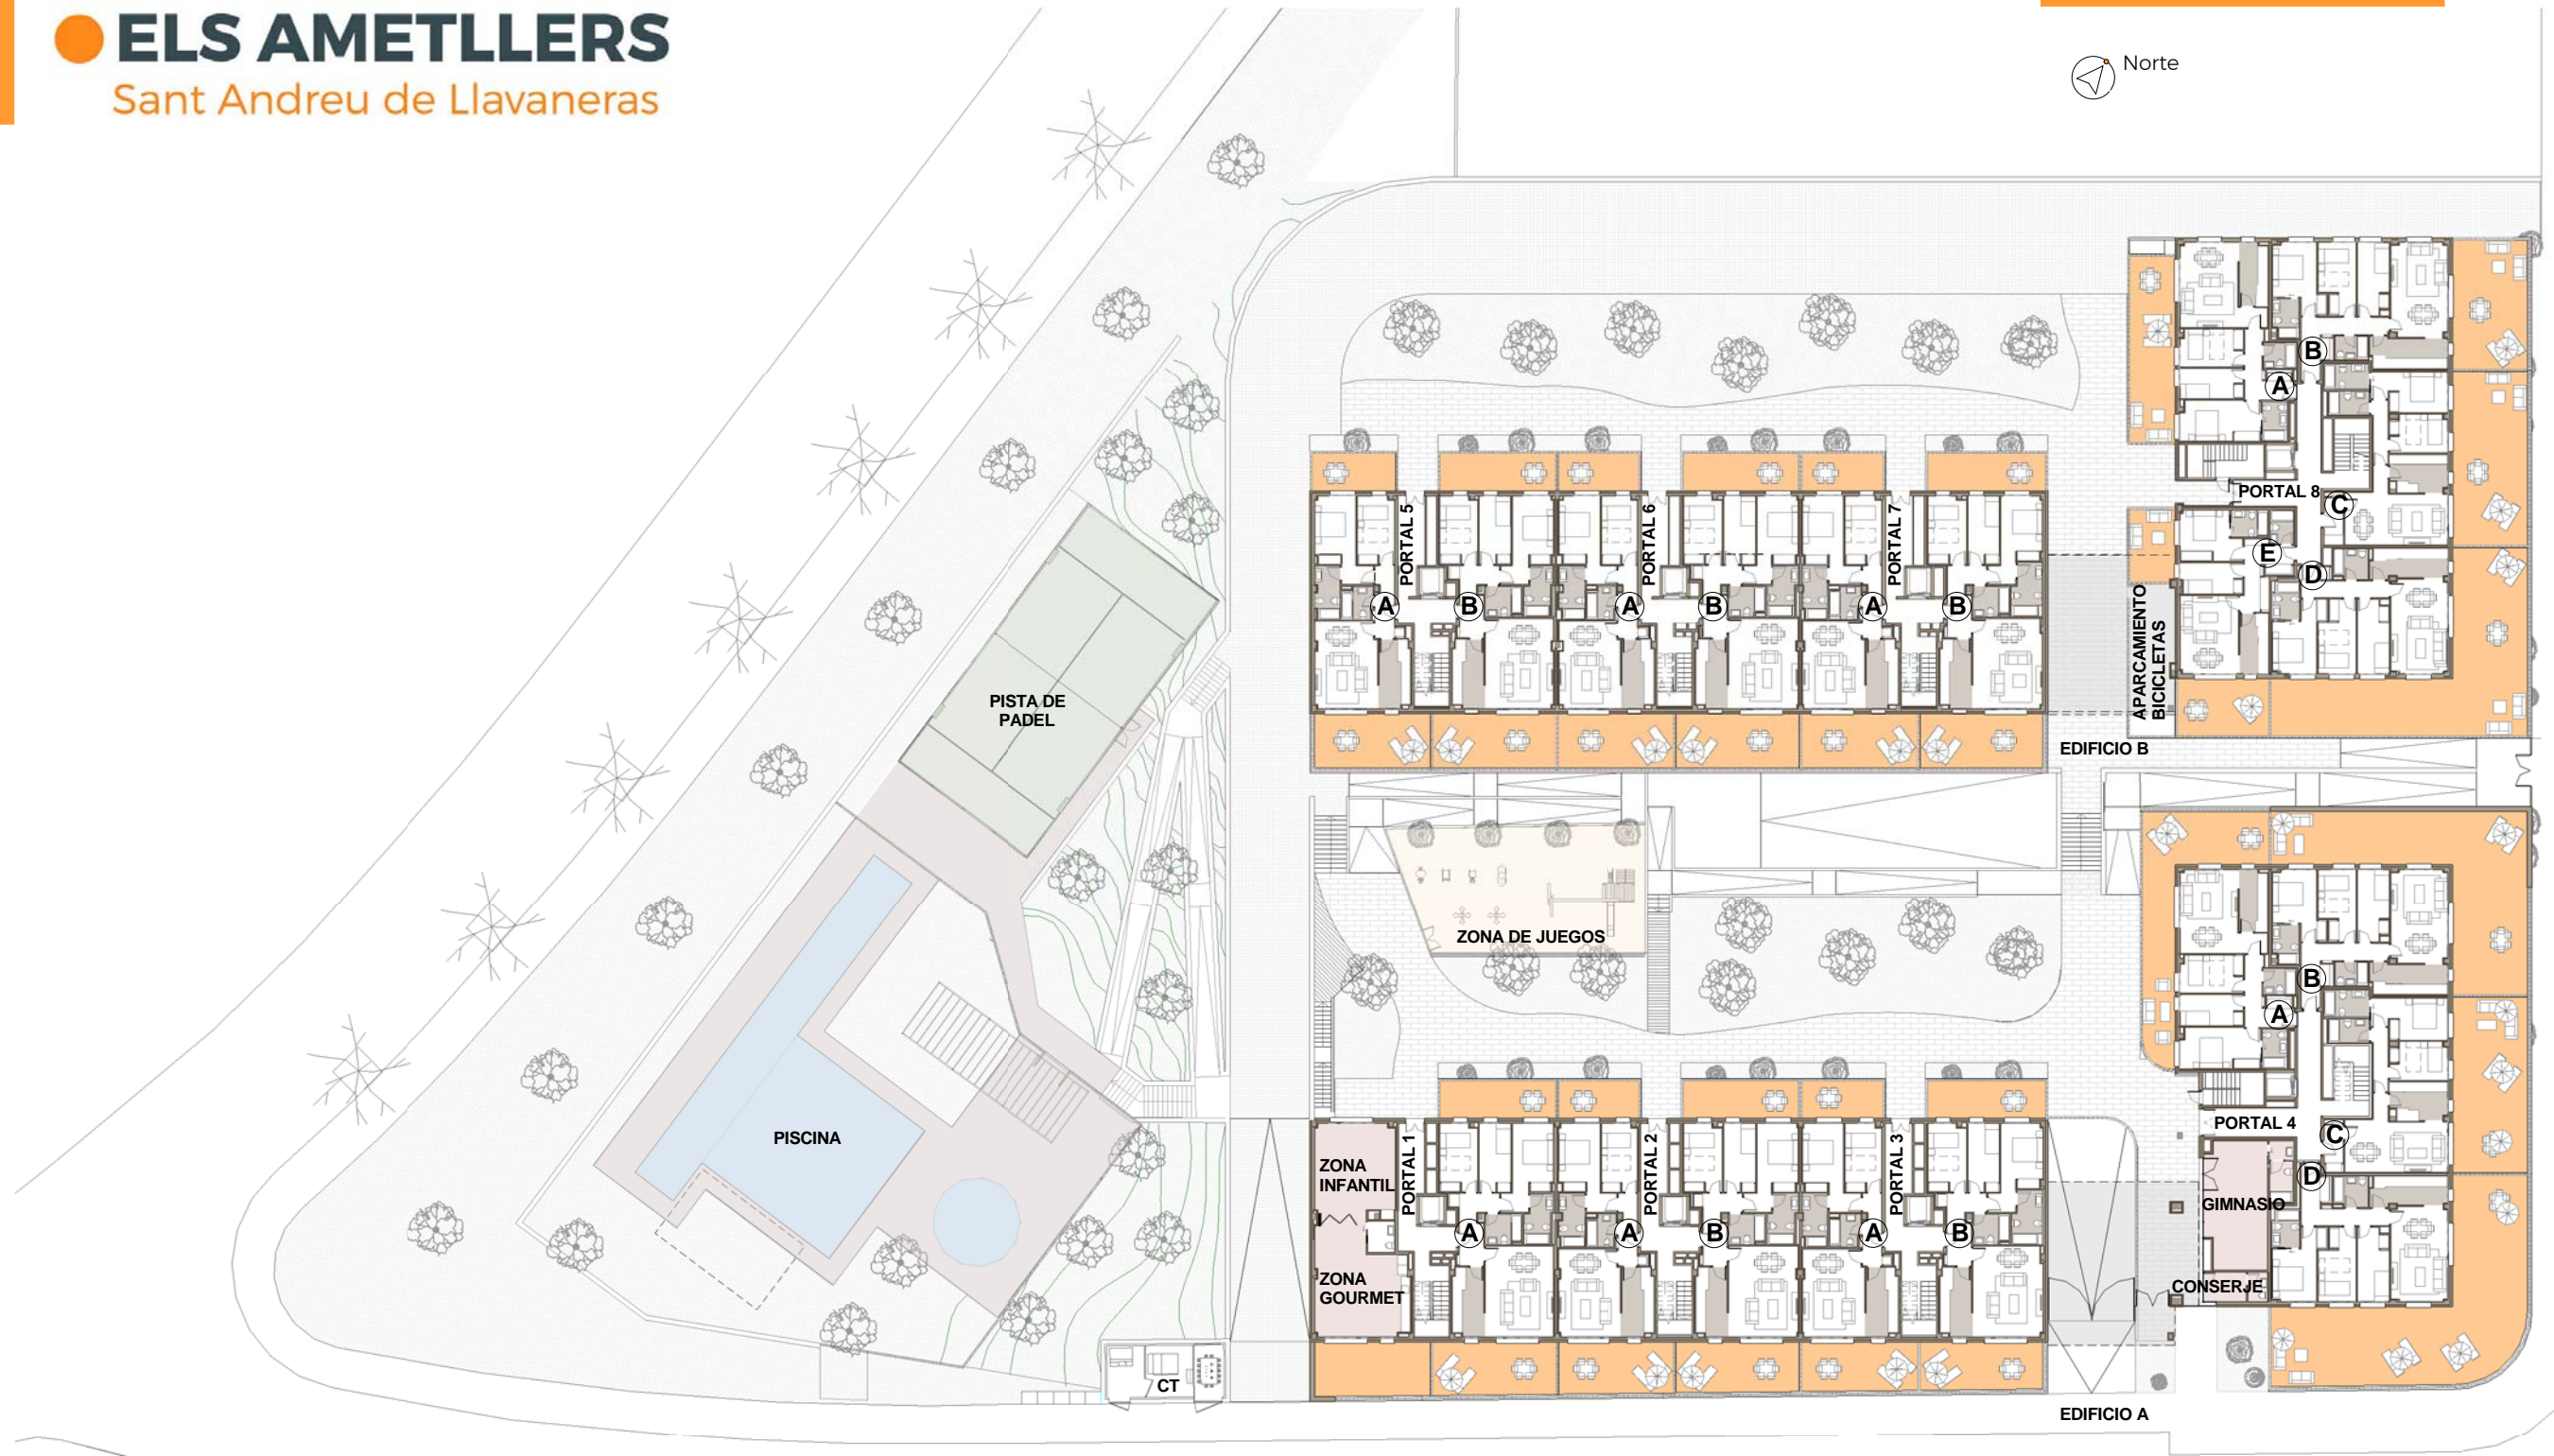 ELS AMETLLERS
Sant Andreu de Llavaneras
Norte
B
A
PORTAL 8
C
E
D
PORTAL 5
PORTAL 6
PORTAL 7
A
B
A
B
A
B
APARCAMIENTO
BICICLETAS
PISTA DE
PADEL
EDIFICIO B
ZONA DE JUEGOS
B
A
PORTAL 4
C
D
GIMNASIO
CONSERJE
PISCINA
ZONA
INFANTIL
PORTAL 1
PORTAL 2
PORTAL 3
A
A
B
A
B
ZONA
GOURMET
CT
EDIFICIO A